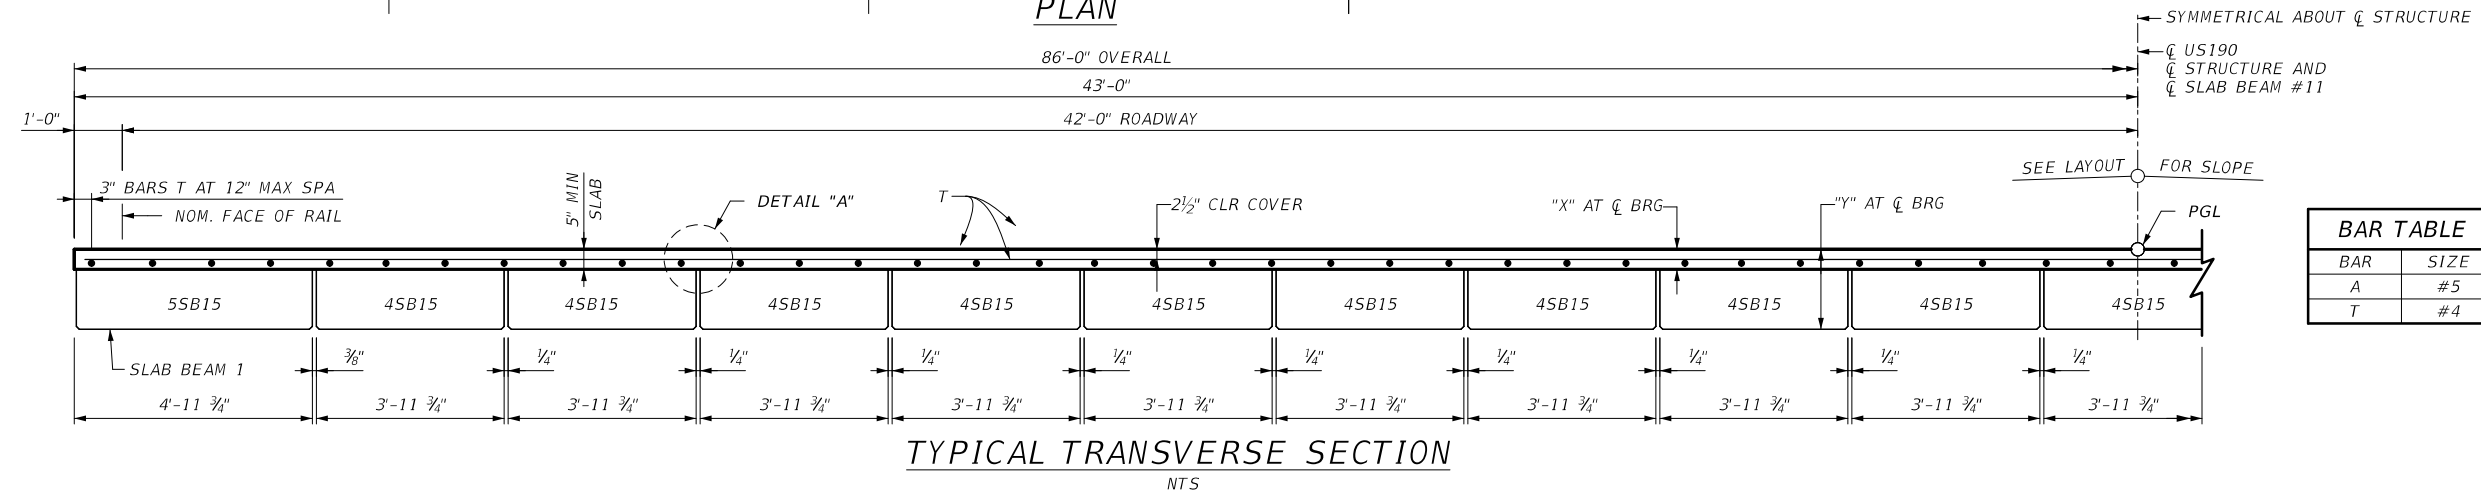 PLAN
SYMMETRICAL ABOUT ℄ STRUCTURE
℄ US190
℄ STRUCTURE AND
℄ SLAB BEAM #11
86'-0" OVERALL
43'-0"
1'-0"
42'-0" ROADWAY
3" BARS T AT 12" MAX SPA
NOM. FACE OF RAIL
5" MIN
SLAB
DETAIL "A"
T
2½" CLR COVER
"X" AT ℄ BRG
"Y" AT ℄ BRG
SEE LAYOUT FOR SLOPE
PGL
BAR TABLE
BAR SIZE
A #5
T #4
5SB15 4SB15 4SB15 4SB15 4SB15 4SB15 4SB15 4SB15 4SB15 4SB15 4SB15
SLAB BEAM 1
⅜" ¼" ¼" ¼" ¼" ¼" ¼" ¼" ¼" ¼"
4'-11 ¾" 3'-11 ¾" 3'-11 ¾" 3'-11 ¾" 3'-11 ¾" 3'-11 ¾" 3'-11 ¾" 3'-11 ¾" 3'-11 ¾" 3'-11 ¾" 3'-11 ¾"
TYPICAL TRANSVERSE SECTION
NTS